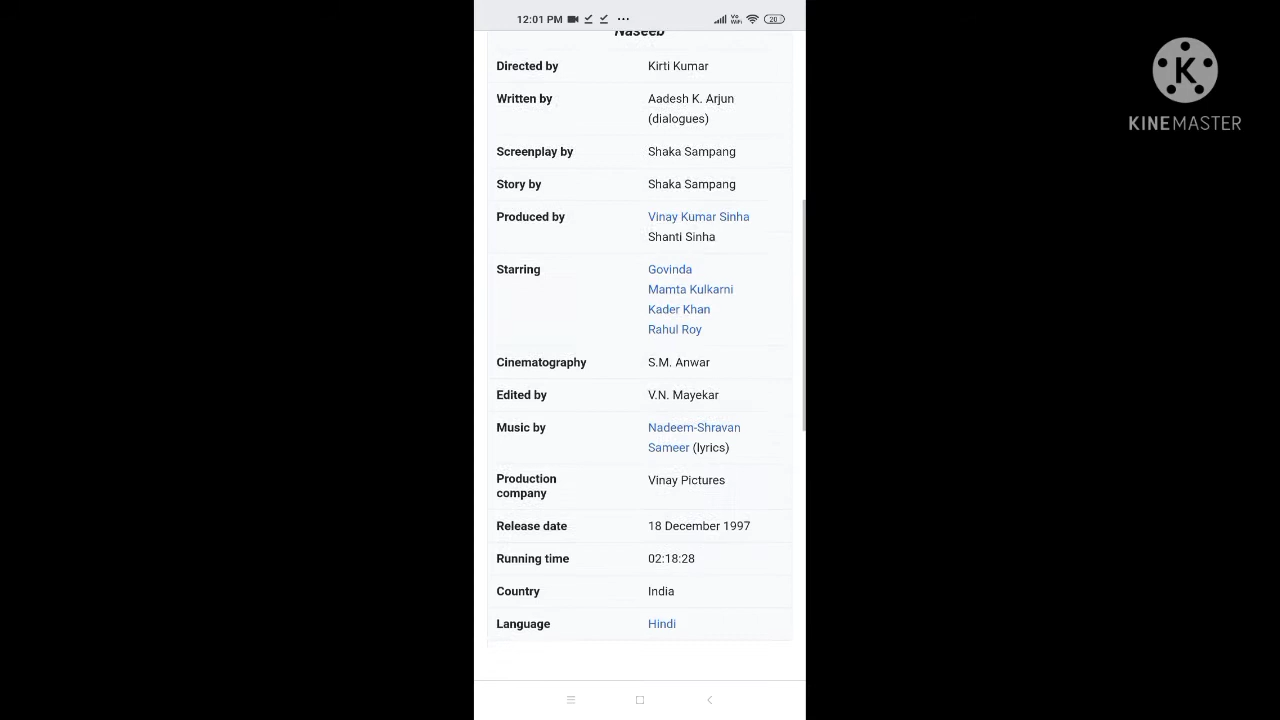 12:01 PM
Vo
WiFi
20
Naseeb
Directed by
Kirti Kumar
Written by
Aadesh K. Arjun
(dialogues)
Screenplay by
Shaka Sampang
Story by
Shaka Sampang
Produced by
Vinay Kumar Sinha
Shanti Sinha
Starring
Govinda
Mamta Kulkarni
Kader Khan
Rahul Roy
Cinematography
S.M. Anwar
Edited by
V.N. Mayekar
Music by
Nadeem-Shravan
Sameer (lyrics)
Production
company
Vinay Pictures
Release date
18 December 1997
Running time
02:18:28
Country
India
Language
Hindi
K
KINEMASTER